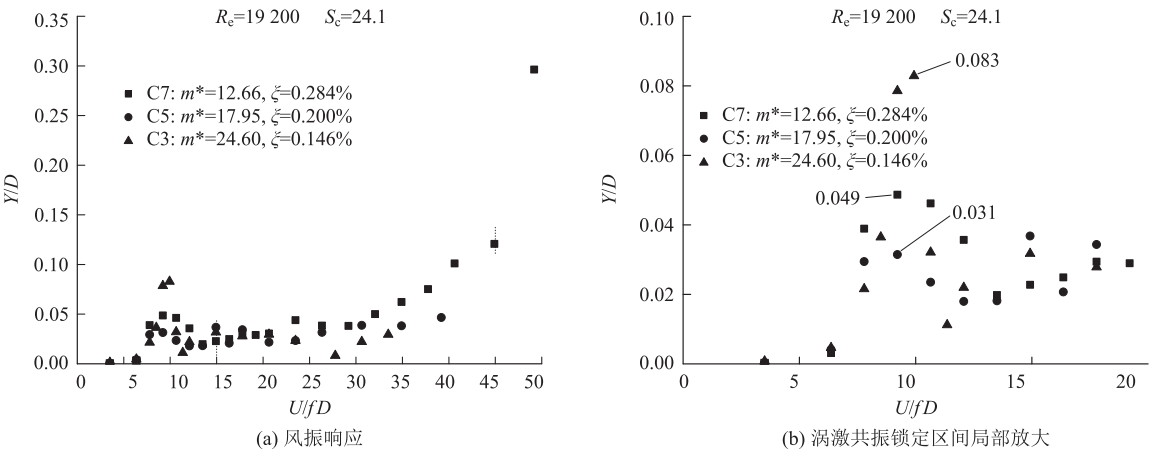 Re=19 200 Sc=24.1
0.35
0.30
0.25
0.20
0.15
0.10
0.05
0.00
Y/D
C7: m*=12.66, ξ=0.284%
C5: m*=17.95, ξ=0.200%
C3: m*=24.60, ξ=0.146%
0 5 10 15 20 25 30 35 40 45 50
U/fD
(a) 风振响应
Re=19 200 Sc=24.1
0.10
0.08
0.06
0.04
0.02
0.00
Y/D
0.083
C7: m*=12.66, ξ=0.284%
C5: m*=17.95, ξ=0.200%
C3: m*=24.60, ξ=0.146%
0.049
0.031
0 5 10 15 20
U/fD
(b) 涡激共振锁定区间局部放大